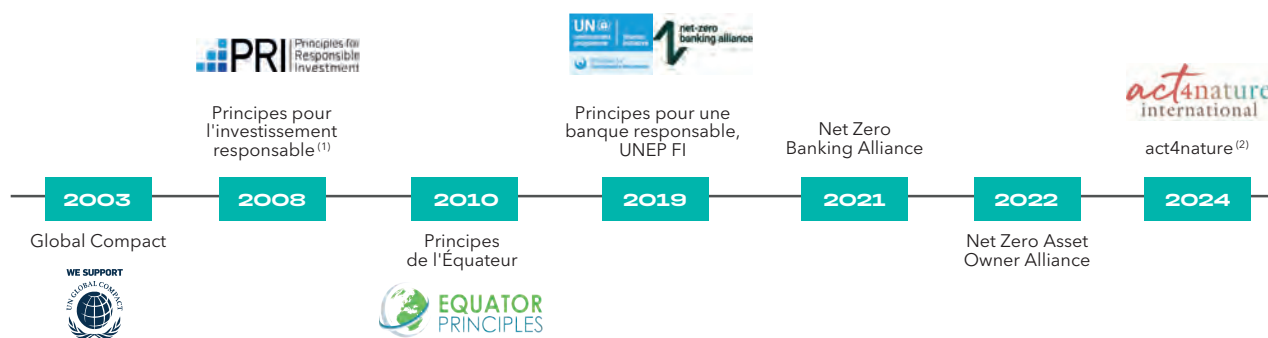 PRI
Principles for
Responsible
Investment
Principes pour
l'investissement
responsable (1)
UN
net-zero
banking alliance
Principes pour une
banque responsable,
UNEP FI
Net Zero
Banking Alliance
act4nature
international
act4nature (2)
2003
2008
2010
2019
2021
2022
2024
Global Compact
WE SUPPORT
UN GLOBAL COMPACT
Principes
de l'Équateur
EQUATOR
PRINCIPLES
Net Zero Asset
Owner Alliance